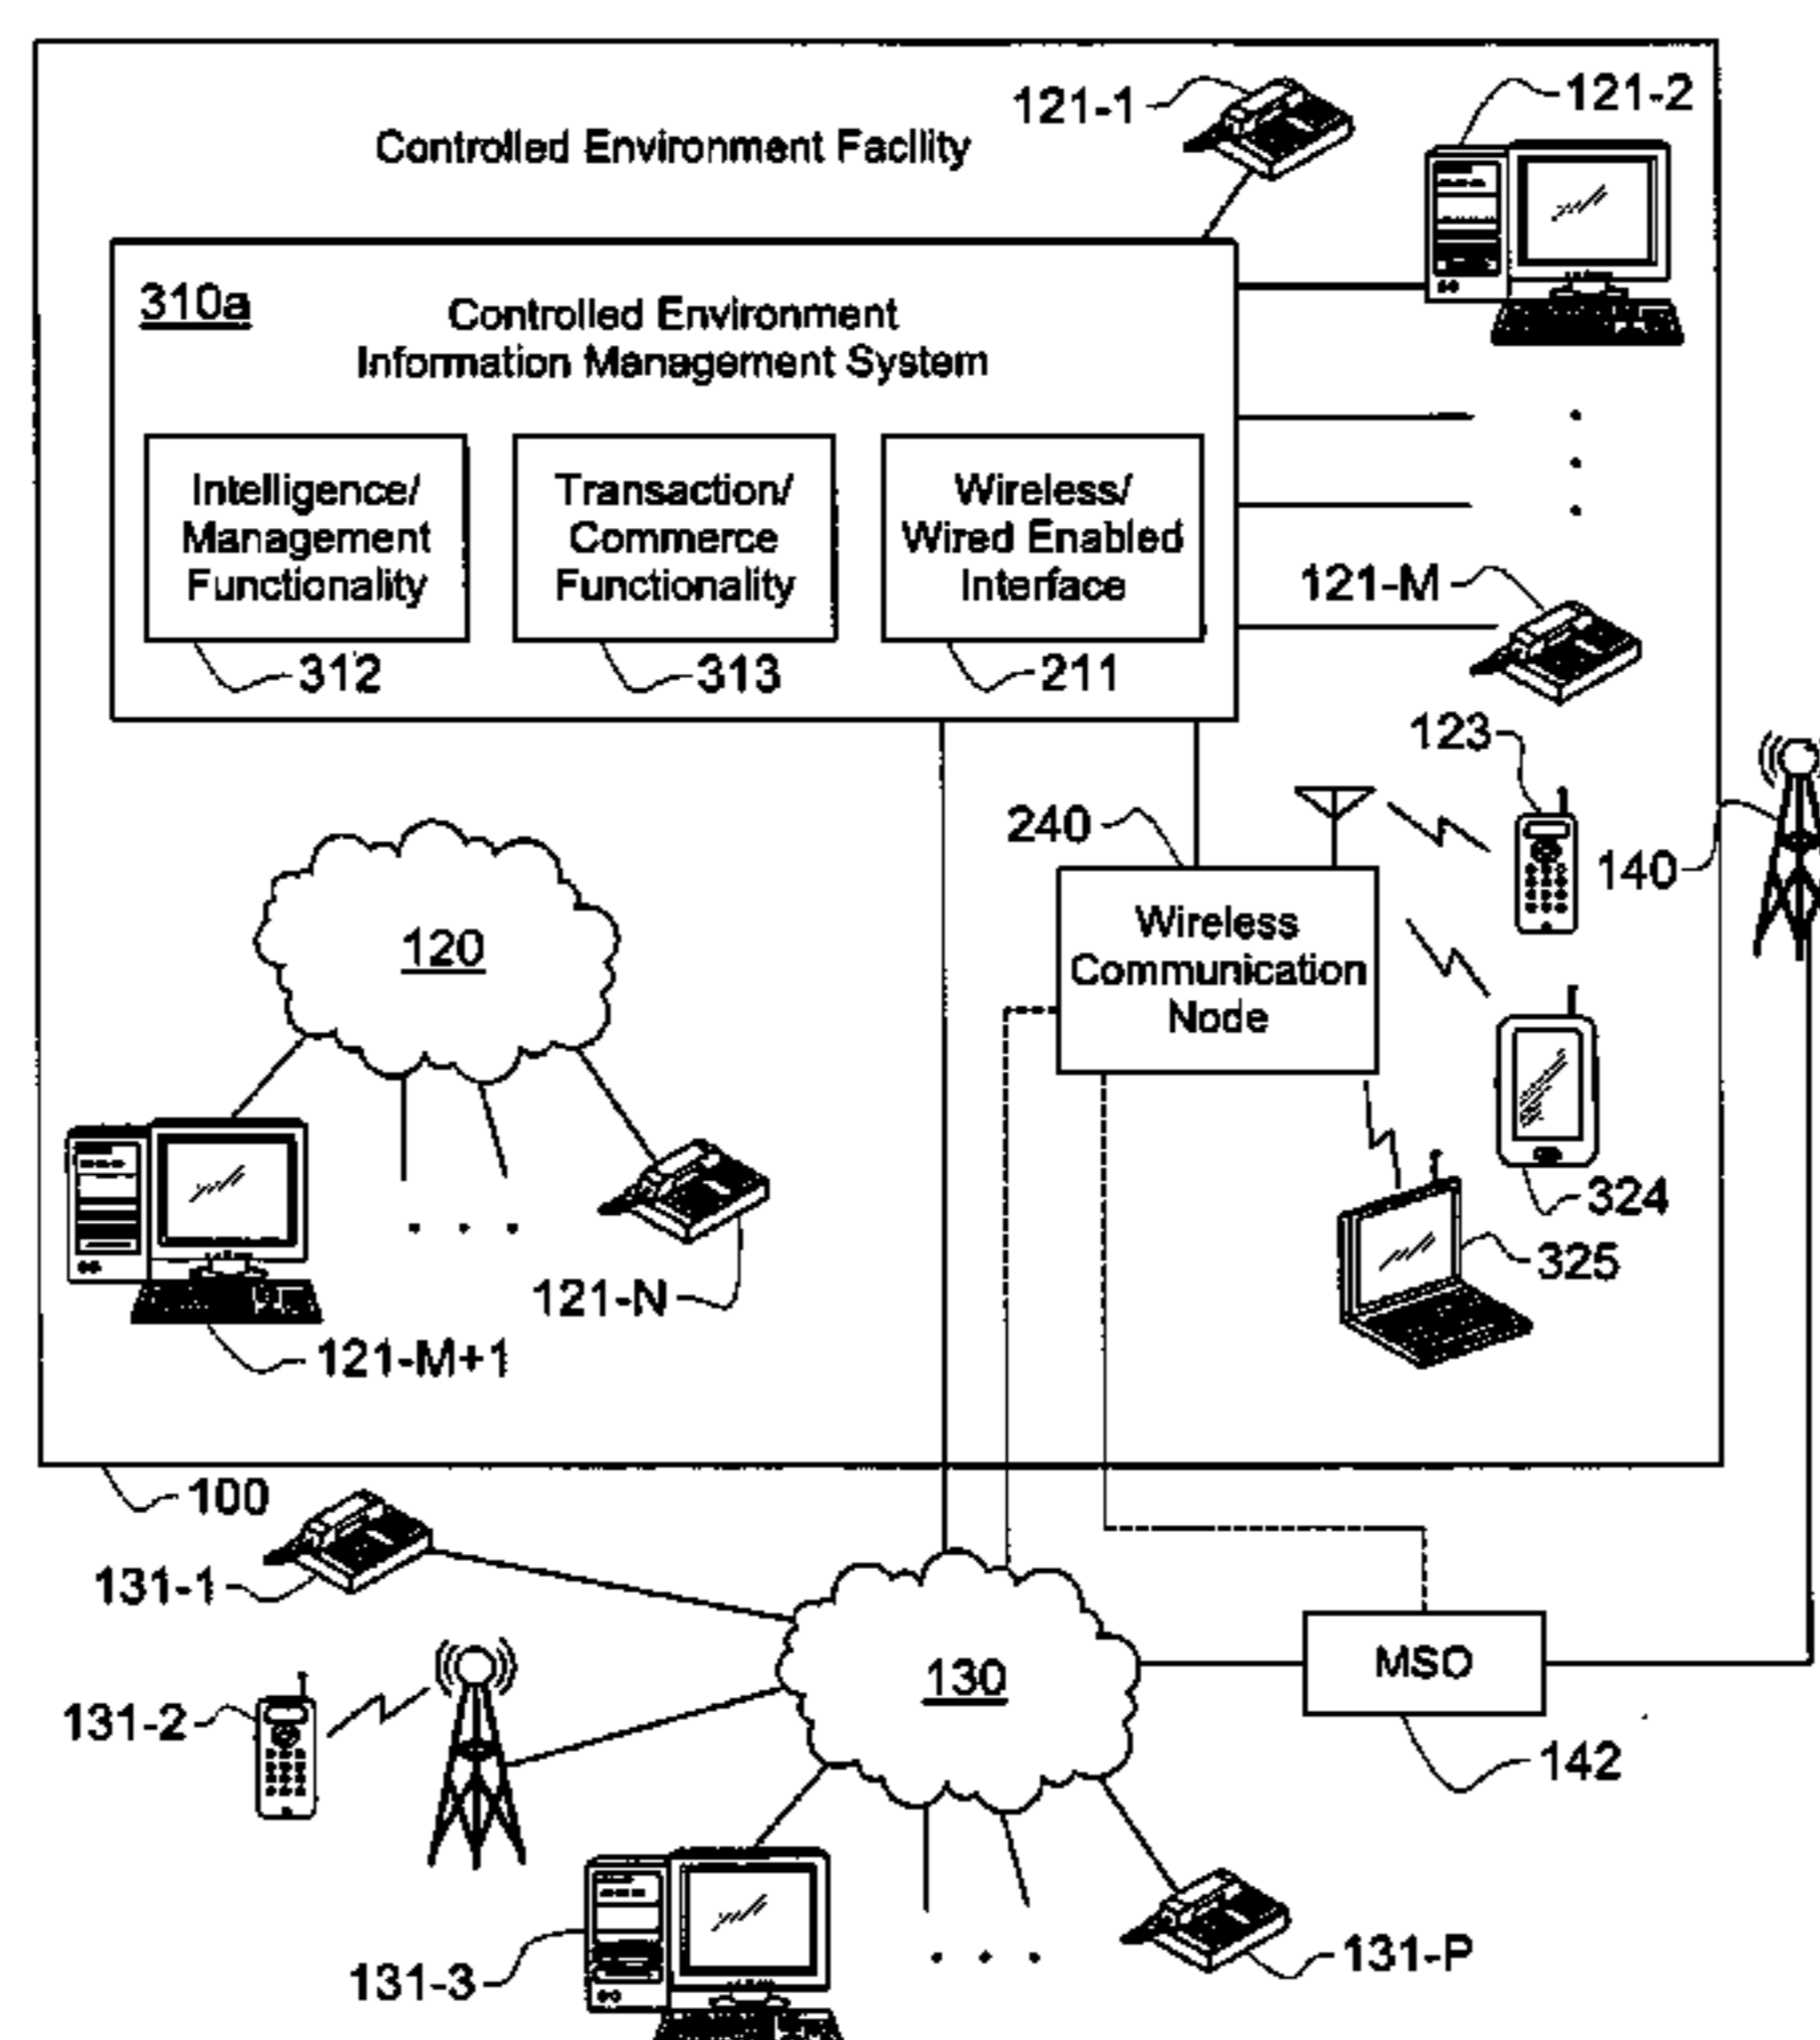 121-1
121-2
Controlled Environment Facility
310a
Controlled Environment
Information Management System
Intelligence/
Management
Functionality
Transaction/
Commerce
Functionality
Wireless/
Wired Enabled
Interface
312
313
211
121-M
123
240
140
Wireless
Communication
Node
120
324
325
121-N
121-M+1
100
131-1
130
MSO
131-2
142
131-3
131-P